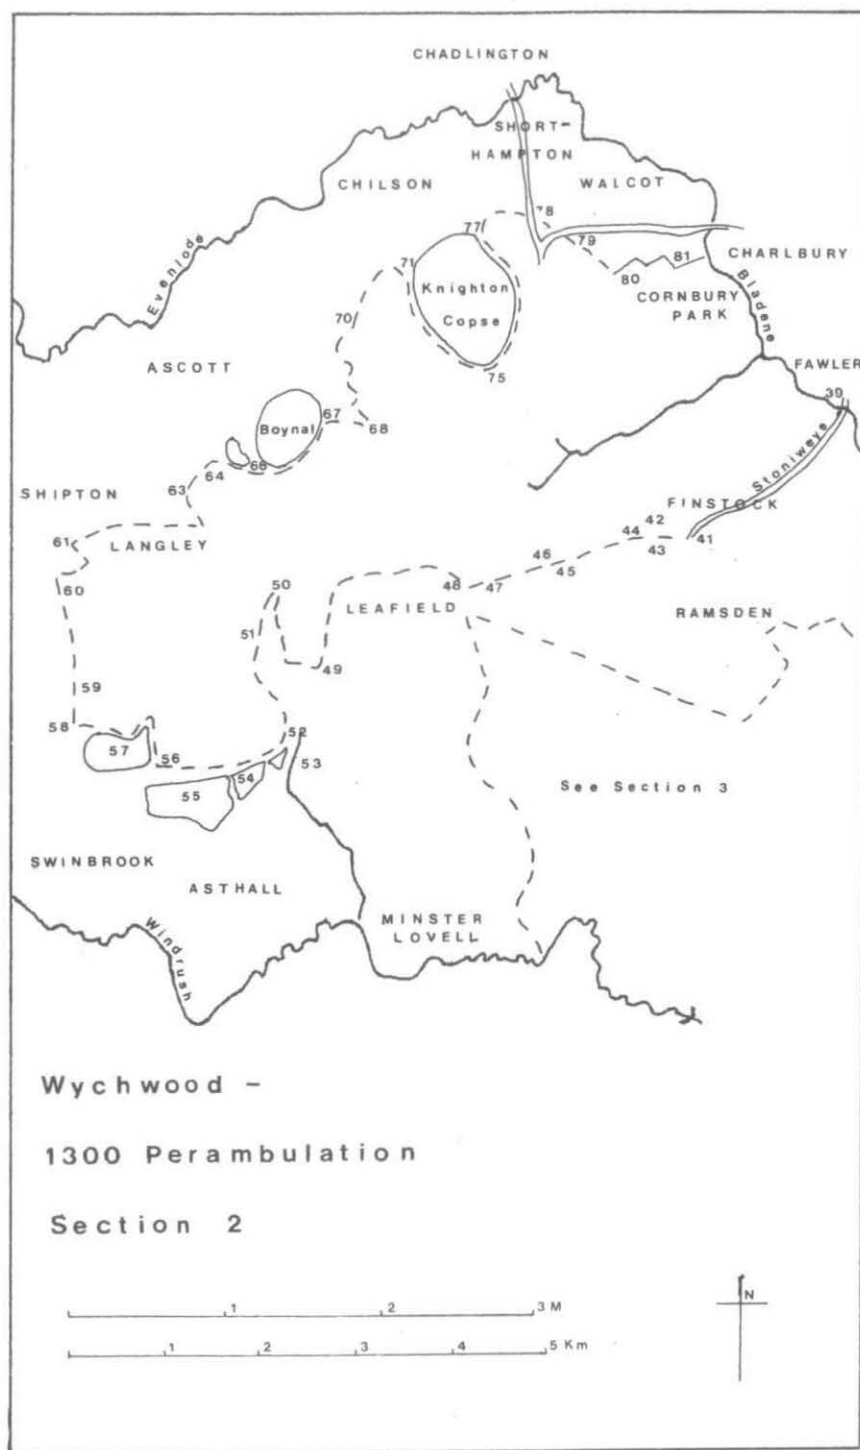 CHADLINGTON
SHORT-
HAMPTON
CHILSON
WALCOT
77
78
79
Evenlode
71
81
CHARLBURY
80
Knighton
Copse
CORNBURY
PARK
Bladene
70
ASCOTT
75
FAWLER
39
67
68
Boynal
66
64
63
Stoniweye
SHIPTON
FINSTOCK
42
44
43
41
61
LANGLEY
46
45
60
50
48
47
LEAFIELD
RAMSDEN
51
49
59
58
52
57
56
53
54
55
See Section 3
SWINBROOK
ASTHALL
MINSTER
LOVELL
Windrush
Wychwood -
1300 Perambulation
Section 2
1 2 3 M
N
1 2 3 4 5 Km